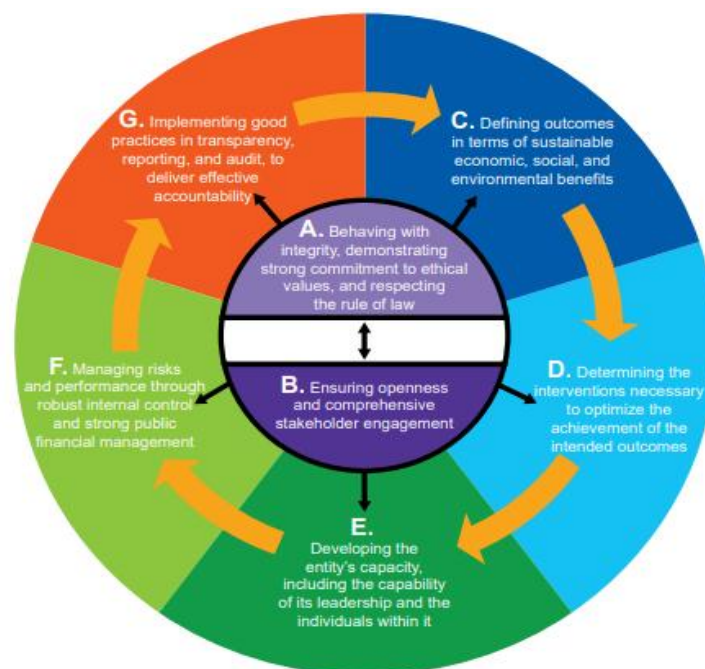 A. Behaving with
integrity, demonstrating
strong commitment to ethical
values, and respecting
the rule of law
B. Ensuring openness
and comprehensive
stakeholder engagement
C. Defining outcomes
in terms of sustainable
economic, social, and
environmental benefits
D. Determining the
interventions necessary
to optimize the
achievement of the
intended outcomes
E.
Developing the
entity's capacity,
including the capability
of its leadership and the
individuals within it
F. Managing risks
and performance through
robust internal control
and strong public
financial management
G. Implementing good
practices in transparency,
reporting, and audit, to
deliver effective
accountability